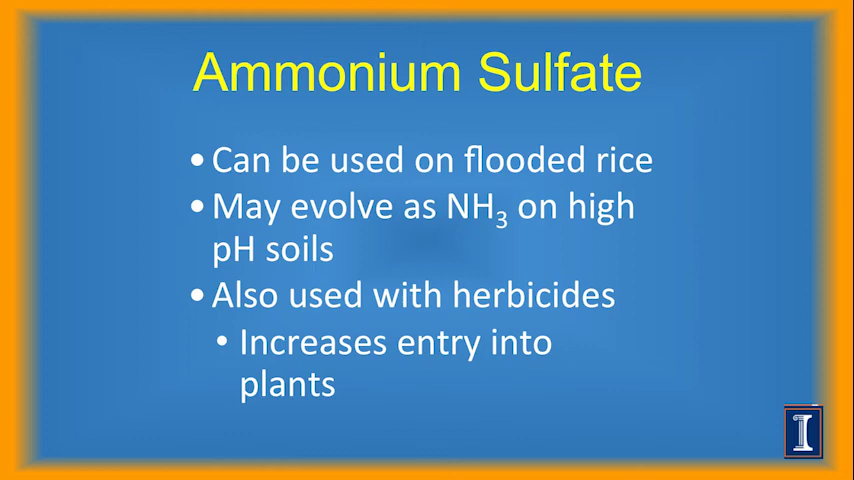 Ammonium Sulfate
• Can be used on flooded rice
• May evolve as NH₃ on high
pH soils
• Also used with herbicides
• Increases entry into
plants
I